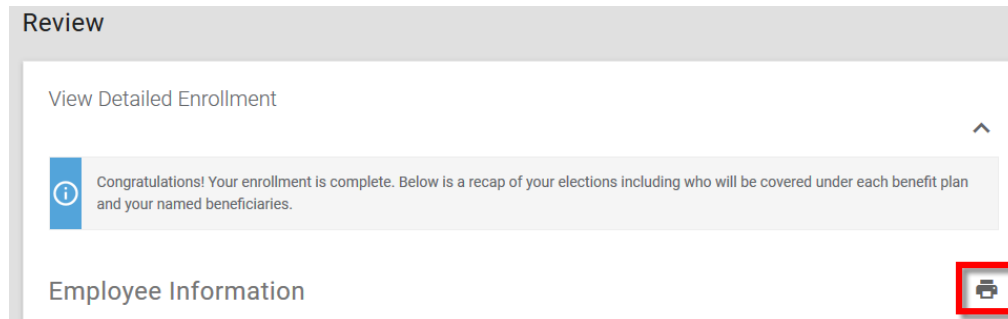 Review
View Detailed Enrollment
Congratulations! Your enrollment is complete. Below is a recap of your elections including who will be covered under each benefit plan
and your named beneficiaries.
Employee Information